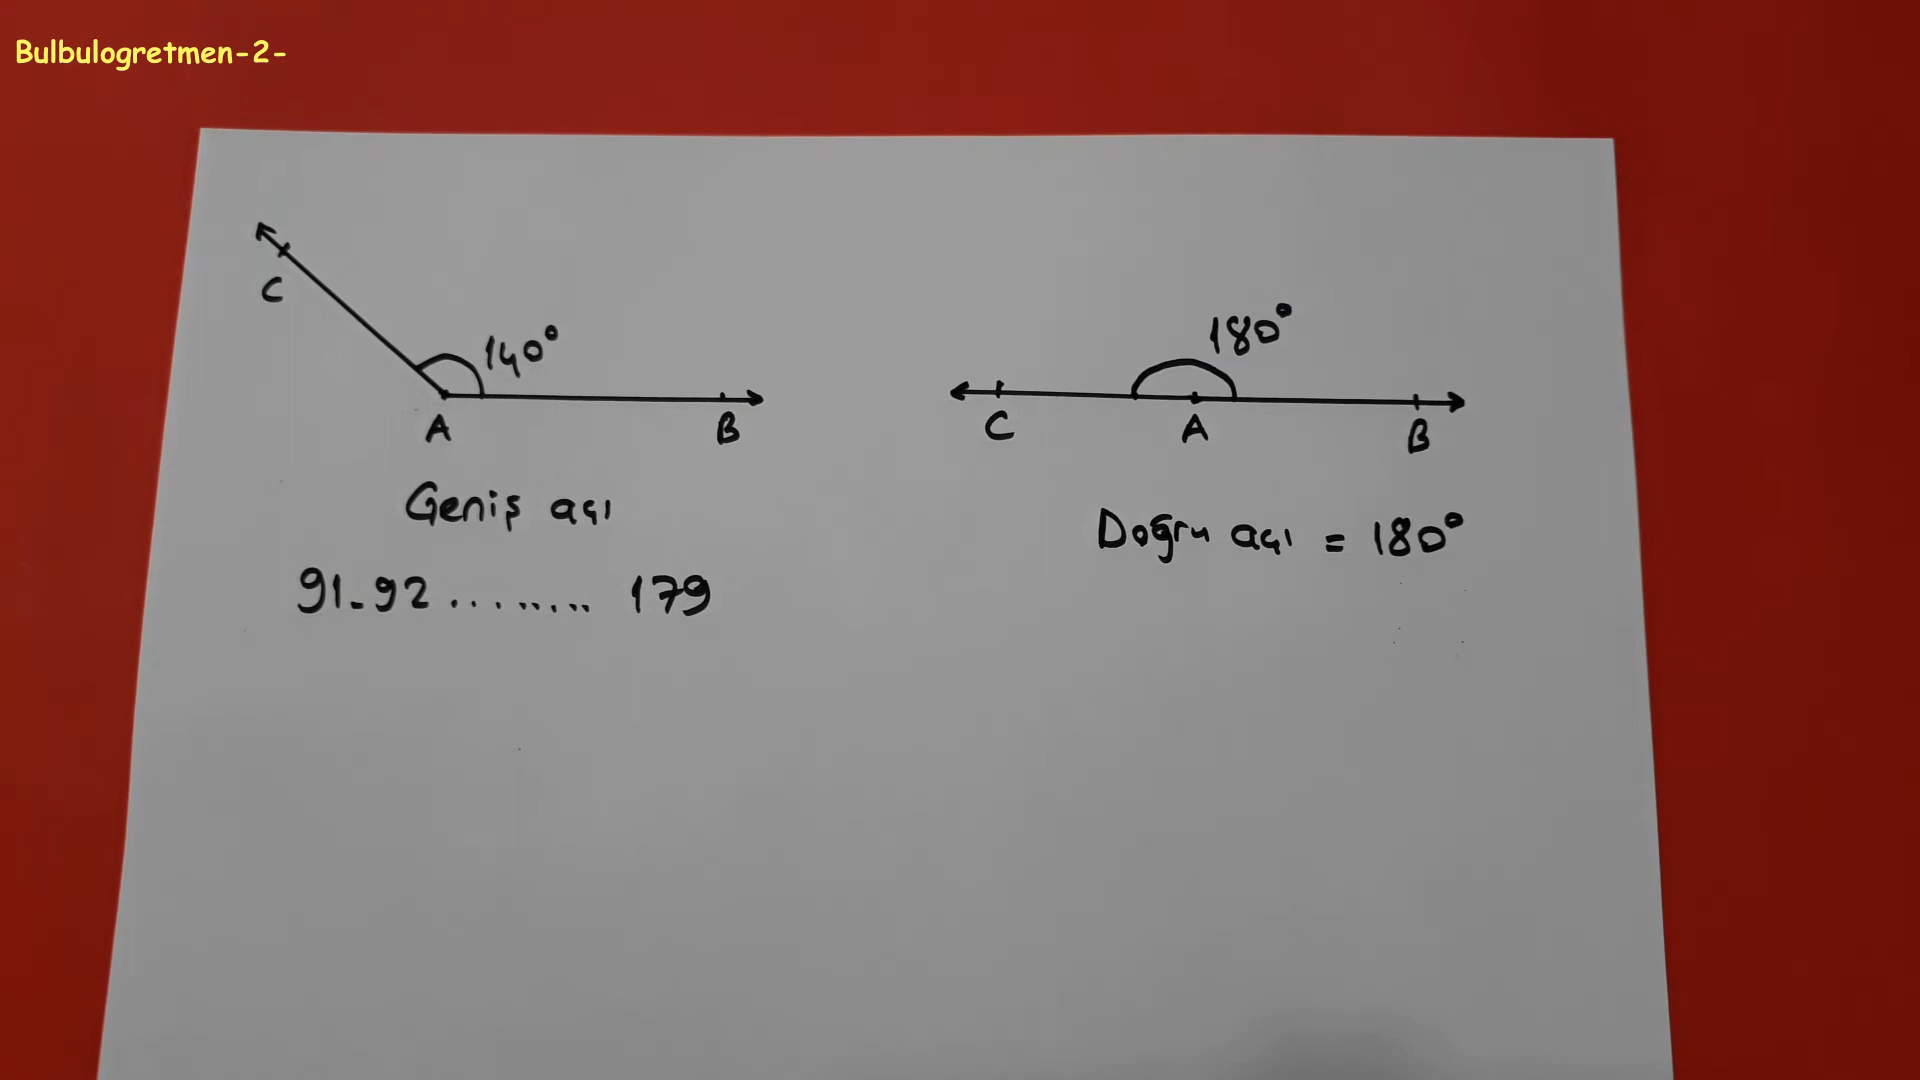 Bulbulogretmen-2-
C
140°
A
B
Geniş açı
91-92 ........ 179
180°
C
A
B
Doğru açı = 180°